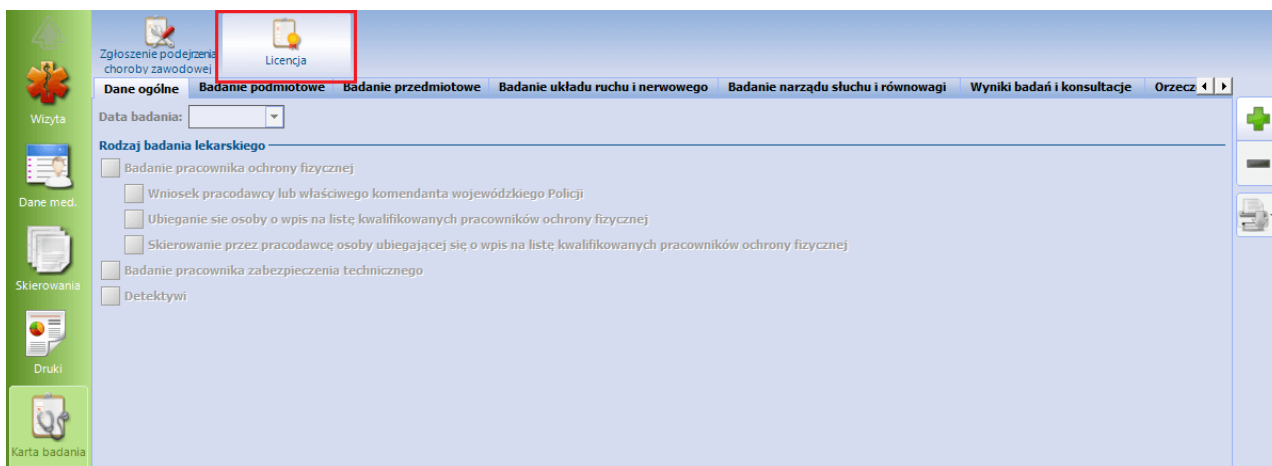 Zgłoszenie podejrzenia
choroby zawodowej
Licencja
Dane ogólne Badanie podmiotowe Badanie przedmiotowe Badanie układu ruchu i nerwowego Badanie narządu słuchu i równowagi Wyniki badań i konsultacje Orzecz
Wizyta
Data badania:
Rodzaj badania lekarskiego
Badanie pracownika ochrony fizycznej
Wniosek pracodawcy lub właściwego komendanta wojewódzkiego Policji
Dane med.
Ubieganie sie osoby o wpis na listę kwalifikowanych pracowników ochrony fizycznej
Skierowanie przez pracodawcę osoby ubiegającej się o wpis na listę kwalifikowanych pracowników ochrony fizycznej
Badanie pracownika zabezpieczenia technicznego
Skierowania
Detektywi
Druki
Karta badania